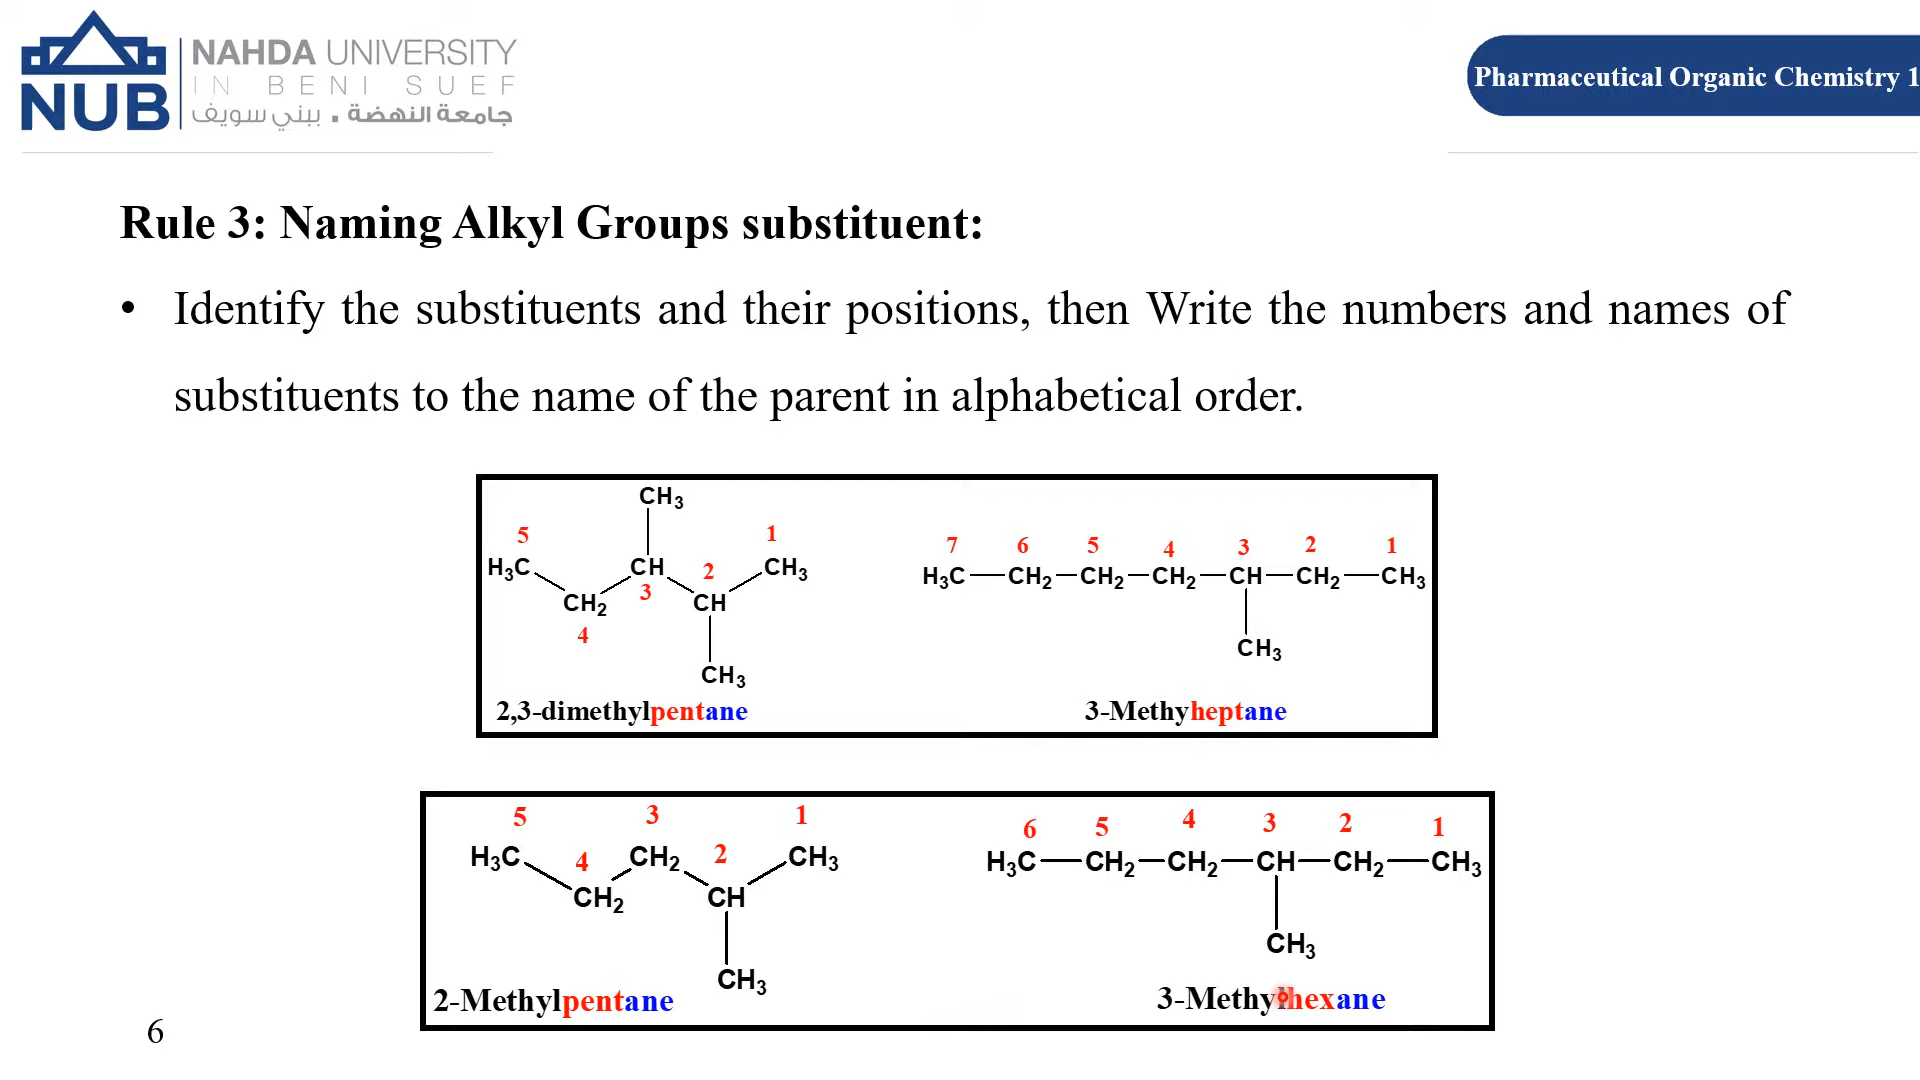 NUB
NAHDA UNIVERSITY
IN BENI SUEF
جامعة النهضة . ببني سويف
Pharmaceutical Organic Chemistry 1
Rule 3: Naming Alkyl Groups substituent:
• Identify the substituents and their positions, then Write the numbers and names of
substituents to the name of the parent in alphabetical order.
CH3
5 1
H3C CH 2 CH3
3
CH2 CH
4
CH3
2,3-dimethylpentane
7 6 5 4 3 2 1
H3C CH2 CH2 CH2 CH CH2 CH3
CH3
3-Methyheptane
5 3 1
H3C 4 CH2 2 CH3
CH2 CH
CH3
2-Methylpentane
6 5 4 3 2 1
H3C CH2 CH2 CH CH2 CH3
CH3
3-Methylhexane
6